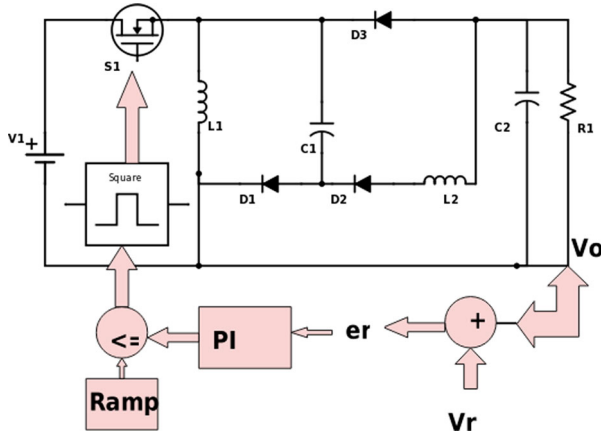 D3
S1
V1+
L1
C1
C2
R1
Square
D1
D2
L2
Vo
+
<=
PI
er
Ramp
Vr